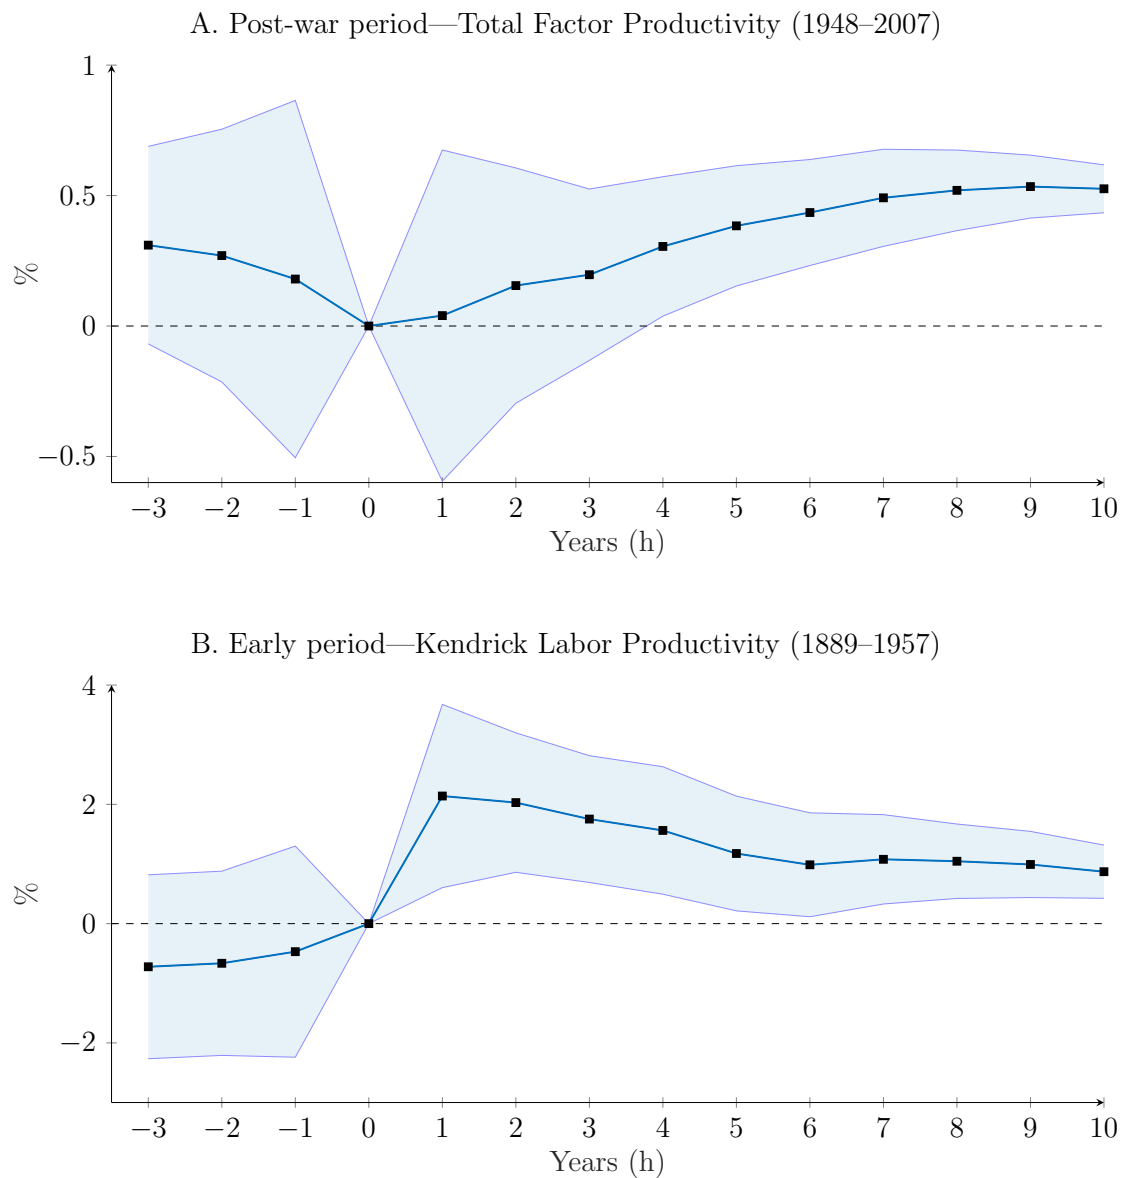 A. Post-war period—Total Factor Productivity (1948–2007)
1
0.5
%
0
−0.5
−3 −2 −1 0 1 2 3 4 5 6 7 8 9 10
Years (h)
B. Early period—Kendrick Labor Productivity (1889–1957)
4
2
%
0
−2
−3 −2 −1 0 1 2 3 4 5 6 7 8 9 10
Years (h)